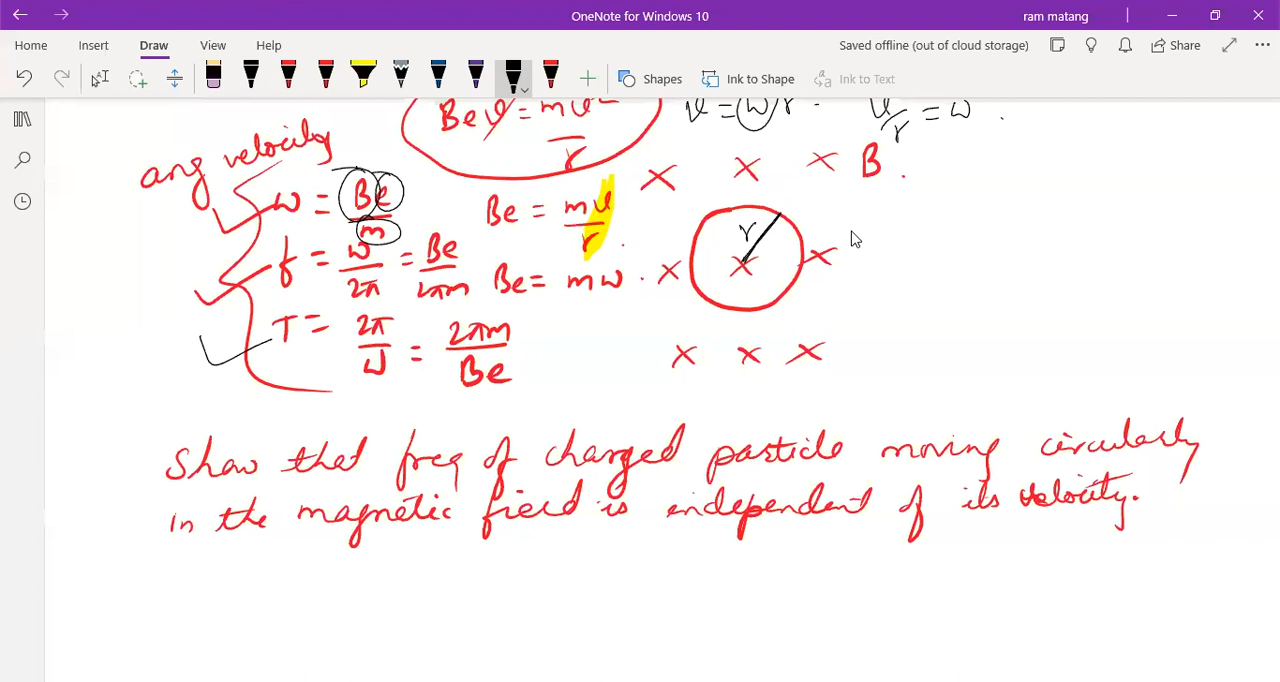 OneNote for Windows 10
ram matang
Home Insert Draw View Help
Saved offline (out of cloud storage)
Share
Shapes
Ink to Shape
Ink to Text
Bev = mv²/r
v = ωr . v/r = ω .
ang velocity
× × × B .
ω = Be/m
Be = mv/r .
r
f = ω/2π = Be/2πm
Be = mω .
× × ×
T = 2π/ω = 2πm/Be
× × ×
Show that freq of charged particle moving circularly
in the magnetic field is independent of its velocity.